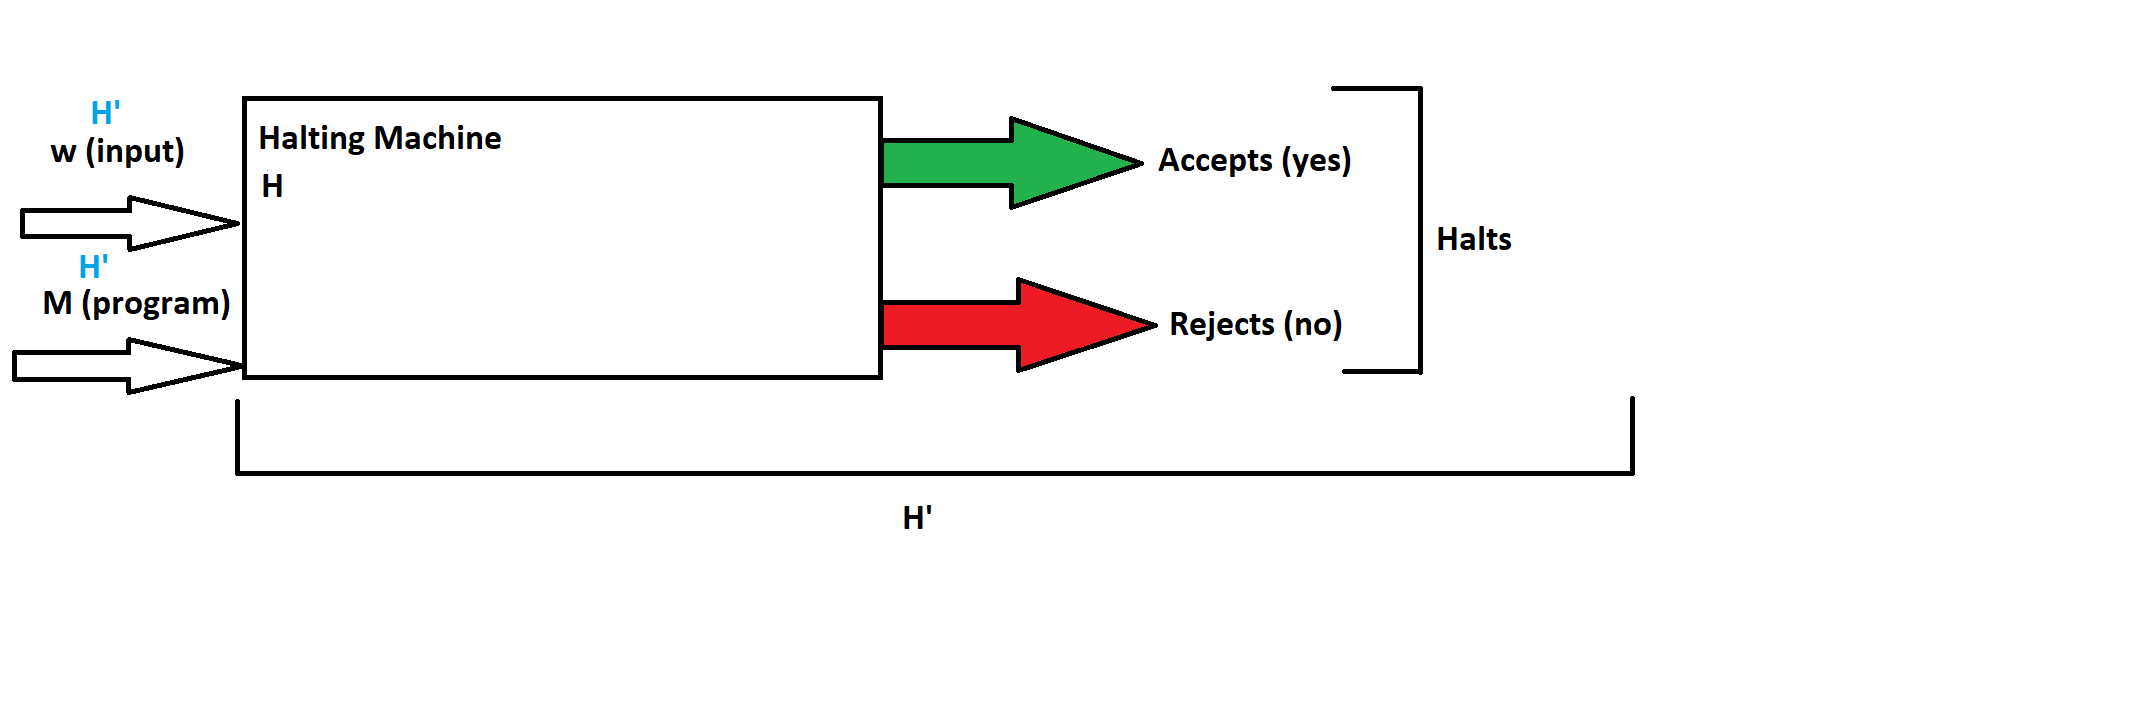 H'
w (input)
H'
M (program)
Halting Machine
H
Accepts (yes)
Rejects (no)
Halts
H'